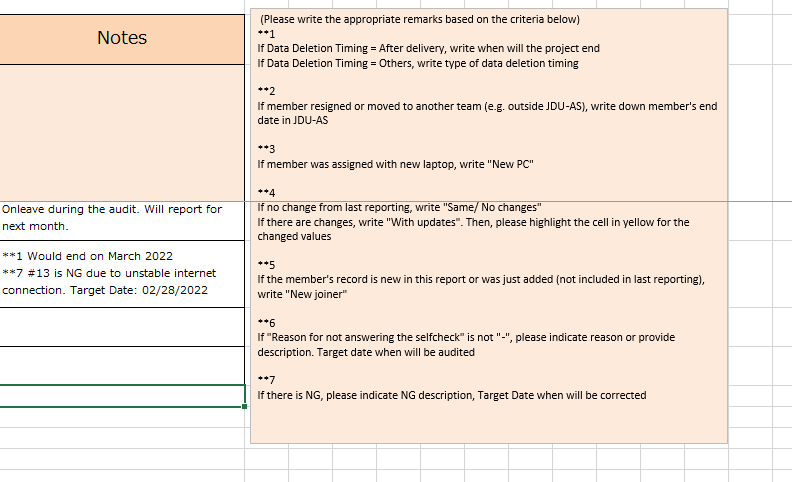 Notes
Onleave during the audit. Will report for
next month.
**1 Would end on March 2022
**7 #13 is NG due to unstable internet
connection. Target Date: 02/28/2022
(Please write the appropriate remarks based on the criteria below)
**1
If Data Deletion Timing = After delivery, write when will the project end
If Data Deletion Timing = Others, write type of data deletion timing
**2
If member resigned or moved to another team (e.g. outside JDU-AS), write down member's end
date in JDU-AS
**3
If member was assigned with new laptop, write "New PC"
**4
If no change from last reporting, write "Same/ No changes"
If there are changes, write "With updates". Then, please highlight the cell in yellow for the
changed values
**5
If the member's record is new in this report or was just added (not included in last reporting),
write "New joiner"
**6
If "Reason for not answering the selfcheck" is not "-", please indicate reason or provide
description. Target date when will be audited
**7
If there is NG, please indicate NG description, Target Date when will be corrected